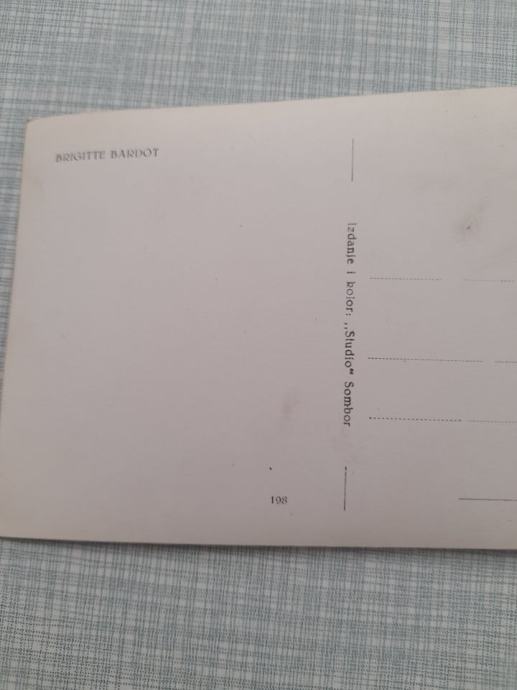 BRIGITTE BARDOT
Izdanje i kolor: „Studio“ Sombor
198